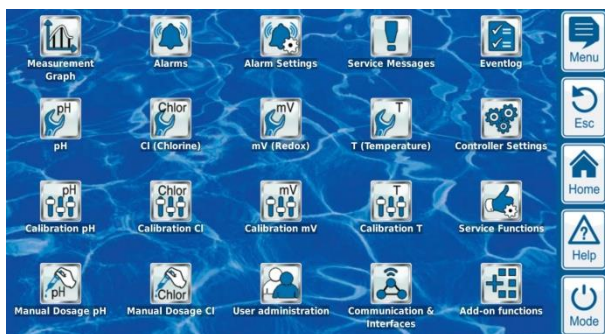 Measurement
Graph
Alarms
Alarm Settings
Service Messages
Eventlog
Menu
pH
pH
Chlor
Cl (Chlorine)
mV
mV (Redox)
T
T (Temperature)
Controller Settings
Esc
pH
Calibration pH
Chlor
Calibration Cl
mV
Calibration mV
T
Calibration T
Service Functions
Home
Help
pH
Manual Dosage pH
Chlor
Manual Dosage Cl
User administration
Communication &
Interfaces
Add-on functions
Mode